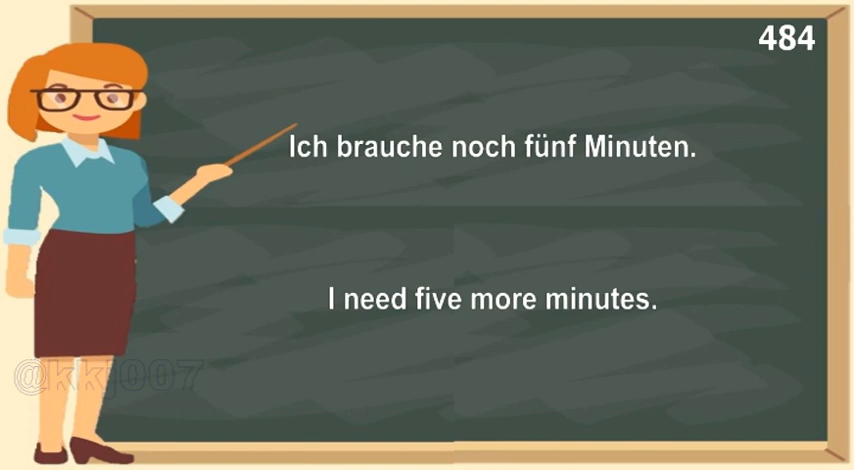 484
Ich brauche noch fünf Minuten.
I need five more minutes.
@kkj007